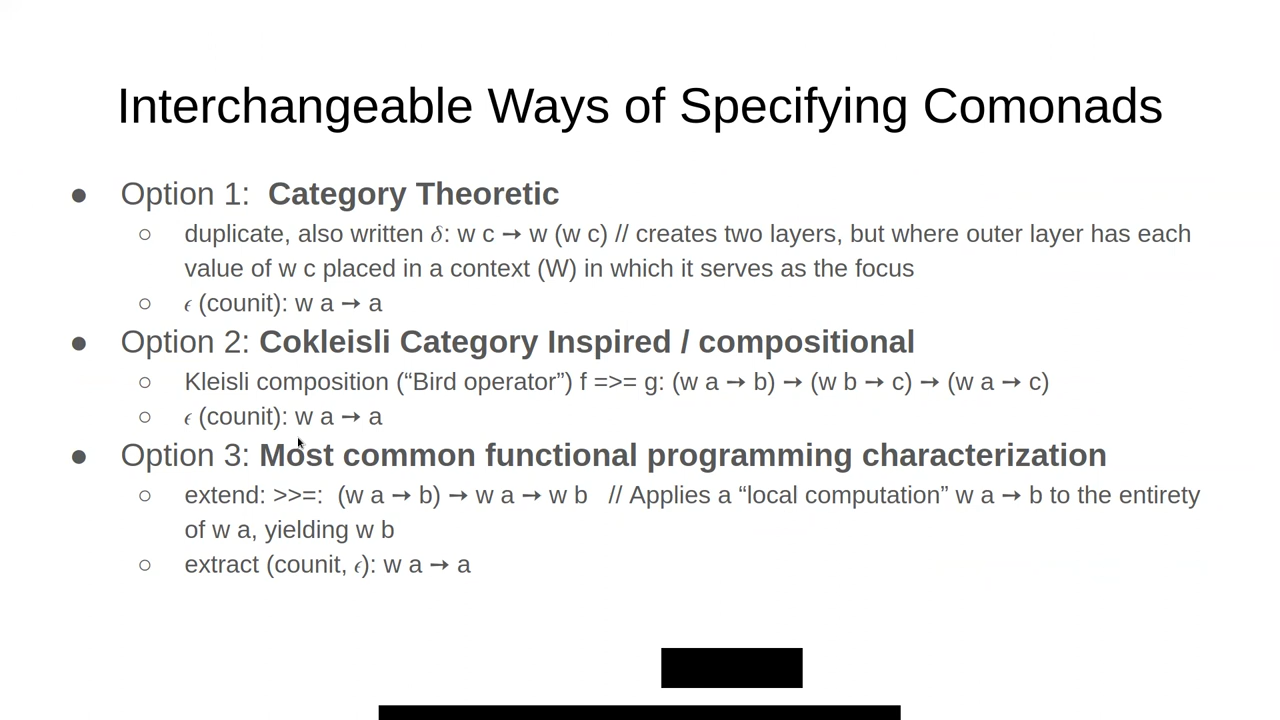 Interchangeable Ways of Specifying Comonads
● Option 1: Category Theoretic
○ duplicate, also written δ: w c → w (w c) // creates two layers, but where outer layer has each
value of w c placed in a context (W) in which it serves as the focus
○ ϵ (counit): w a → a
● Option 2: Cokleisli Category Inspired / compositional
○ Kleisli composition (“Bird operator”) f =>= g: (w a → b) → (w b → c) → (w a → c)
○ ϵ (counit): w a → a
● Option 3: Most common functional programming characterization
○ extend: >>=: (w a → b) → w a → w b // Applies a “local computation” w a → b to the entirety
of w a, yielding w b
○ extract (counit, ϵ): w a → a